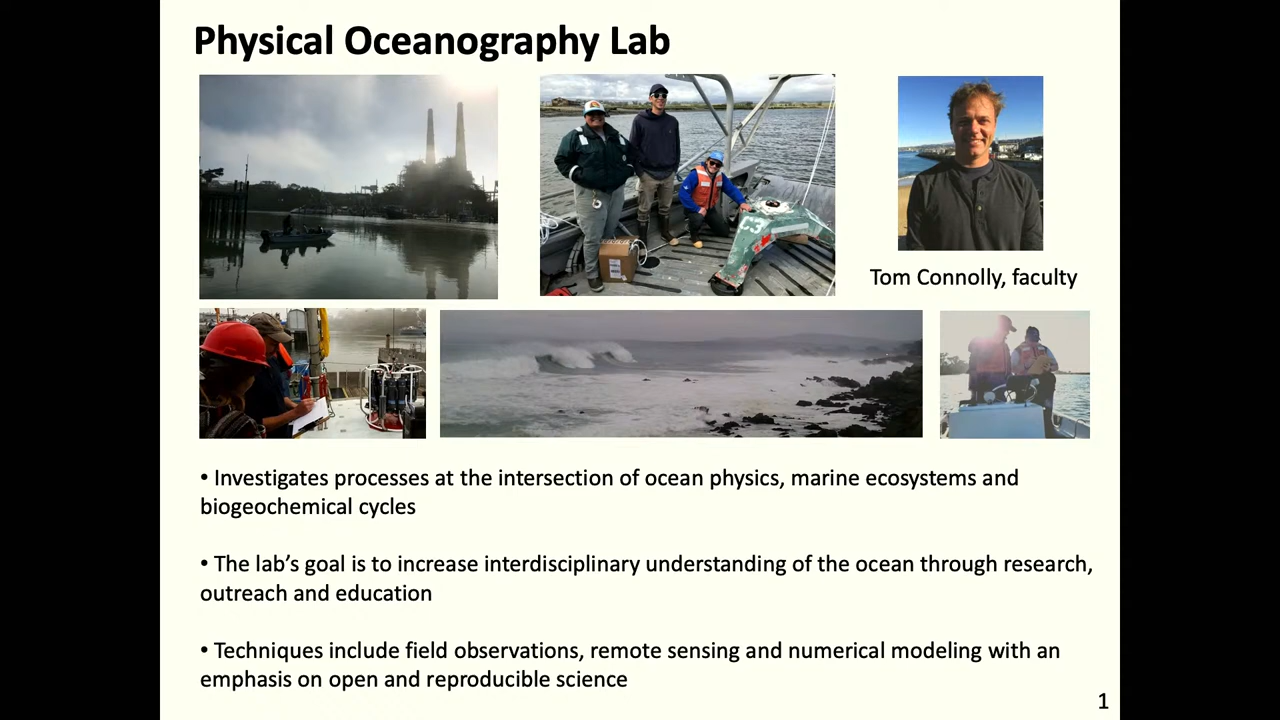 Physical Oceanography Lab
C3
Tom Connolly, faculty
• Investigates processes at the intersection of ocean physics, marine ecosystems and
biogeochemical cycles
• The lab’s goal is to increase interdisciplinary understanding of the ocean through research,
outreach and education
• Techniques include field observations, remote sensing and numerical modeling with an
emphasis on open and reproducible science
1